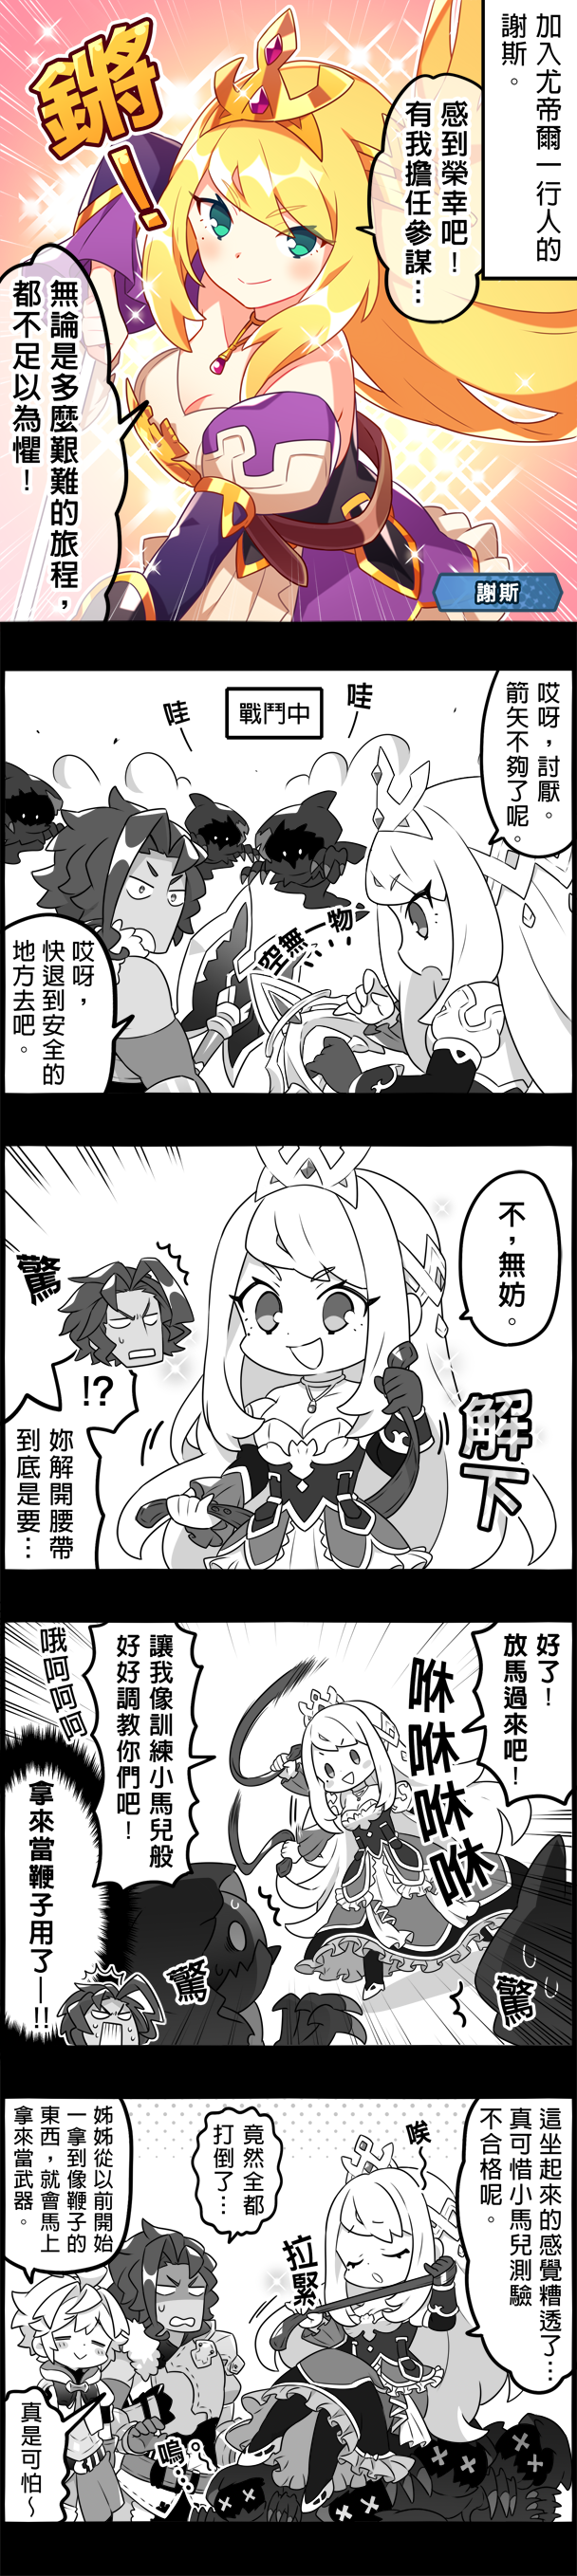 加入尤帝爾一行人的
謝斯。
感到榮幸吧！
有我擔任參謀…
鏘！
無論是多麼艱難的旅程，
都不足以為懼！
謝斯
哎呀，討厭。
箭矢不夠了呢。
哇
戰鬥中
哇
空無一物
哎呀，
快退到安全的
地方去吧。
不，無妨。
解下
驚
!?
妳解開腰帶
到底是要…
好了！
放馬過來吧！
咻咻咻咻
讓我像訓練小馬兒般
好好調教你們吧！
哦呵呵呵
拿來當鞭子用了—!!
驚
驚
這坐起來的感覺糟透了…
真可惜小馬兒測驗
不合格呢。
唉～
拉緊
竟然全都
打倒了…
姊姊從以前開始
一拿到像鞭子的
東西，就會馬上
拿來當武器。
嗚…
真是可怕～